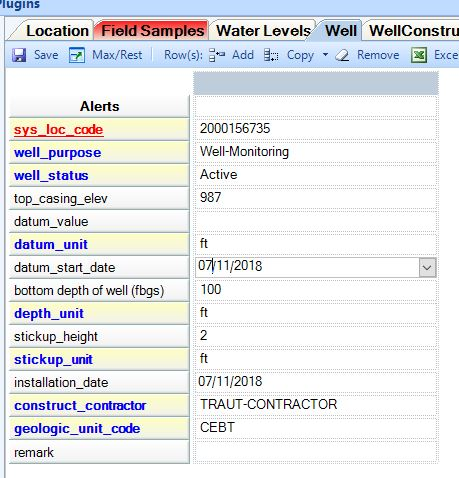 Plugins
Location Field Samples Water Levels Well WellConstru
Save Max/Rest Row(s): Add Copy Remove Exce
Alerts
sys_loc_code 2000156735
well_purpose Well-Monitoring
well_status Active
top_casing_elev 987
datum_value
datum_unit ft
datum_start_date 07/11/2018
bottom depth of well (fbgs) 100
depth_unit ft
stickup_height 2
stickup_unit ft
installation_date 07/11/2018
construct_contractor TRAUT-CONTRACTOR
geologic_unit_code CEBT
remark